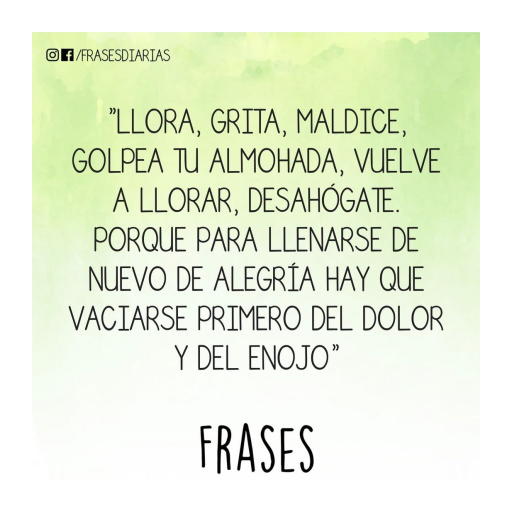 /FRASESDIARIAS
"LLORA, GRITA, MALDICE,
GOLPEA TU ALMOHADA, VUELVE
A LLORAR, DESAHÓGATE.
PORQUE PARA LLENARSE DE
NUEVO DE ALEGRÍA HAY QUE
VACIARSE PRIMERO DEL DOLOR
Y DEL ENOJO"
FRASES